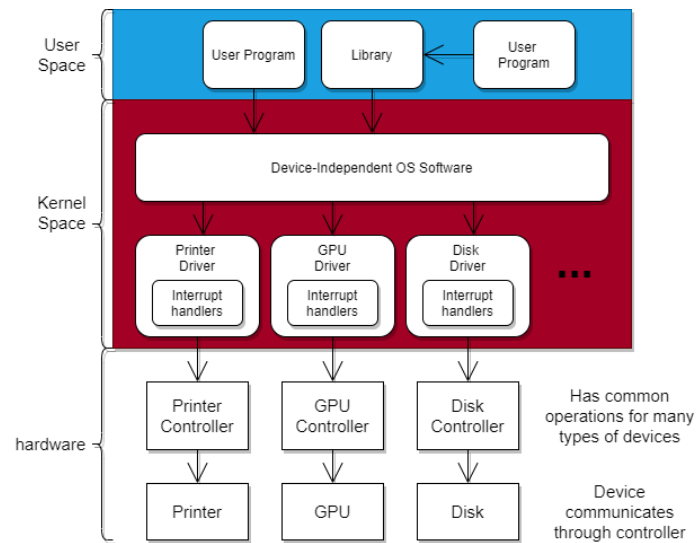 User
Space
User Program
Library
User
Program
Kernel
Space
Device-Independent OS Software
Printer
Driver
Interrupt
handlers
GPU
Driver
Interrupt
handlers
Disk
Driver
Interrupt
handlers
...
hardware
Printer
Controller
GPU
Controller
Disk
Controller
Has common
operations for many
types of devices
Printer
GPU
Disk
Device
communicates
through controller